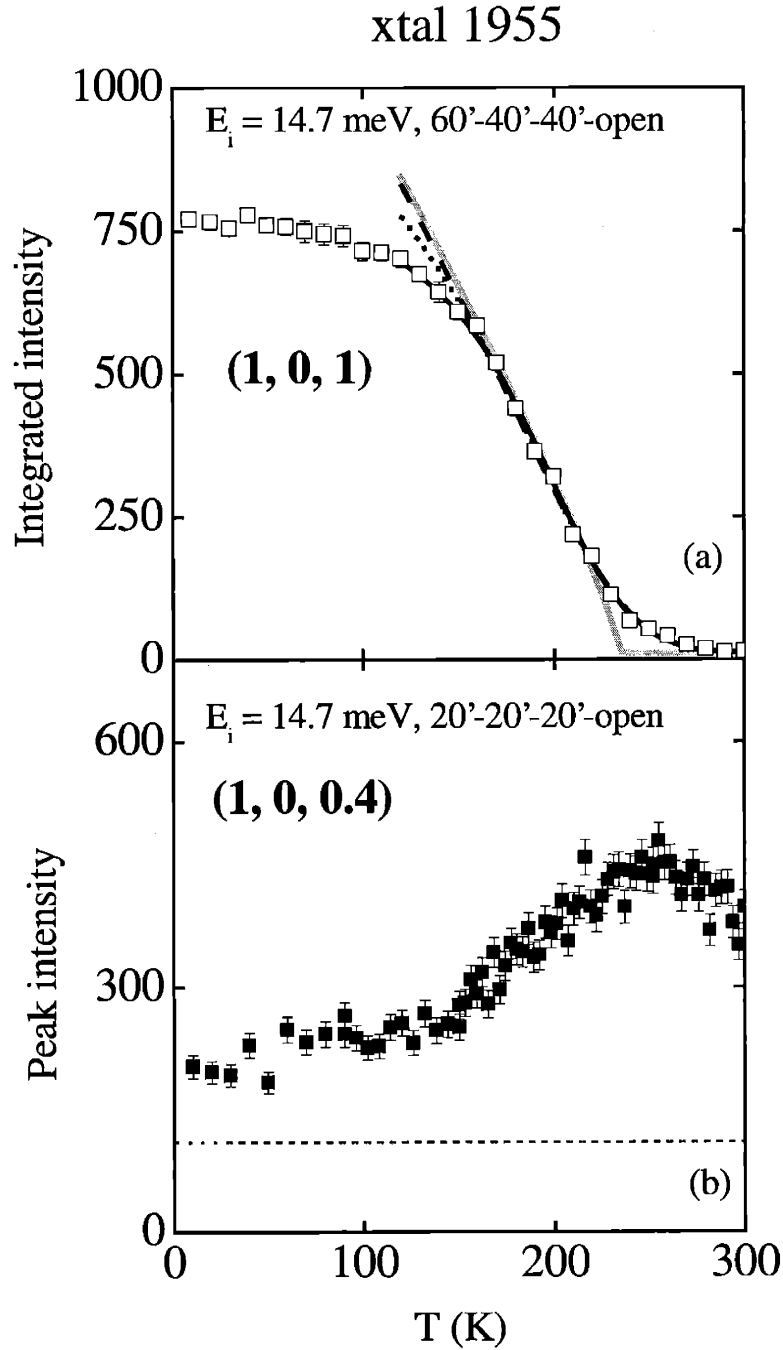 xtal 1955
1000
E_i = 14.7 meV, 60'-40'-40'-open
750
Integrated intensity
(1, 0, 1)
500
250
(a)
0
E_i = 14.7 meV, 20'-20'-20'-open
600
(1, 0, 0.4)
Peak intensity
300
(b)
0
0 100 200 300
T (K)